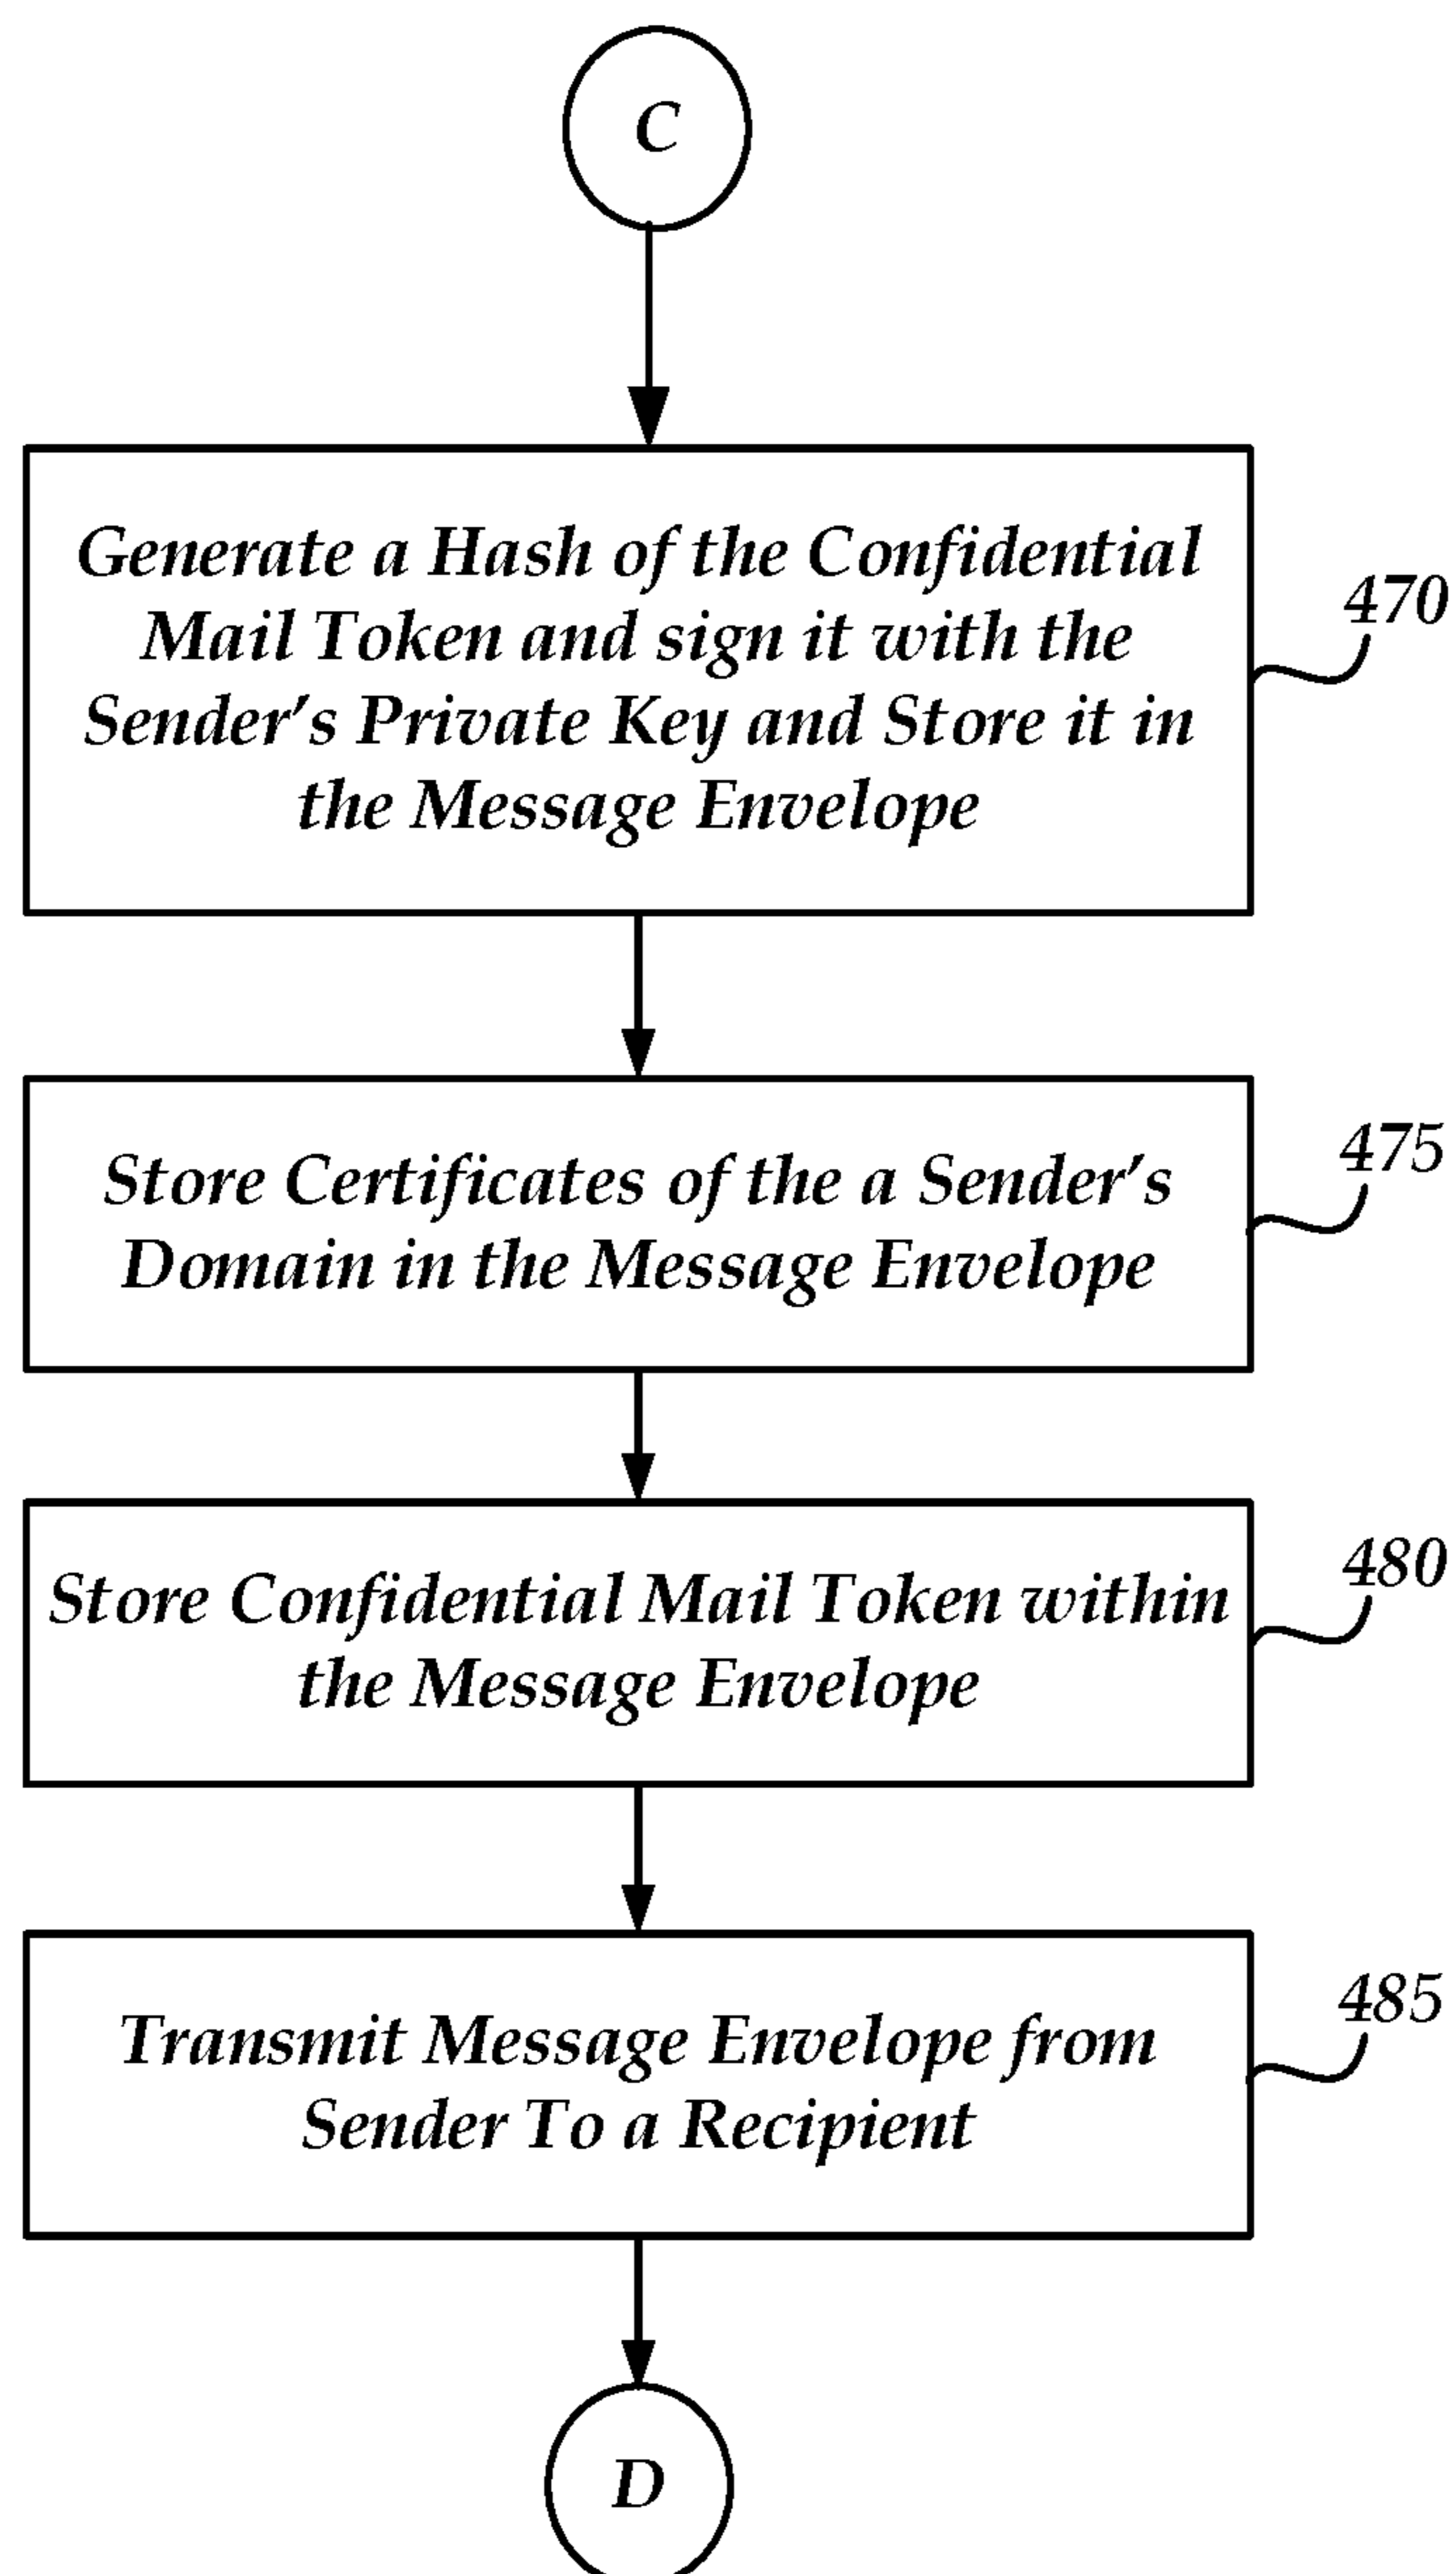 C
Generate a Hash of the Confidential
Mail Token and sign it with the
Sender's Private Key and Store it in
the Message Envelope
470
Store Certificates of the a Sender's
Domain in the Message Envelope
475
Store Confidential Mail Token within
the Message Envelope
480
Transmit Message Envelope from
Sender To a Recipient
485
D